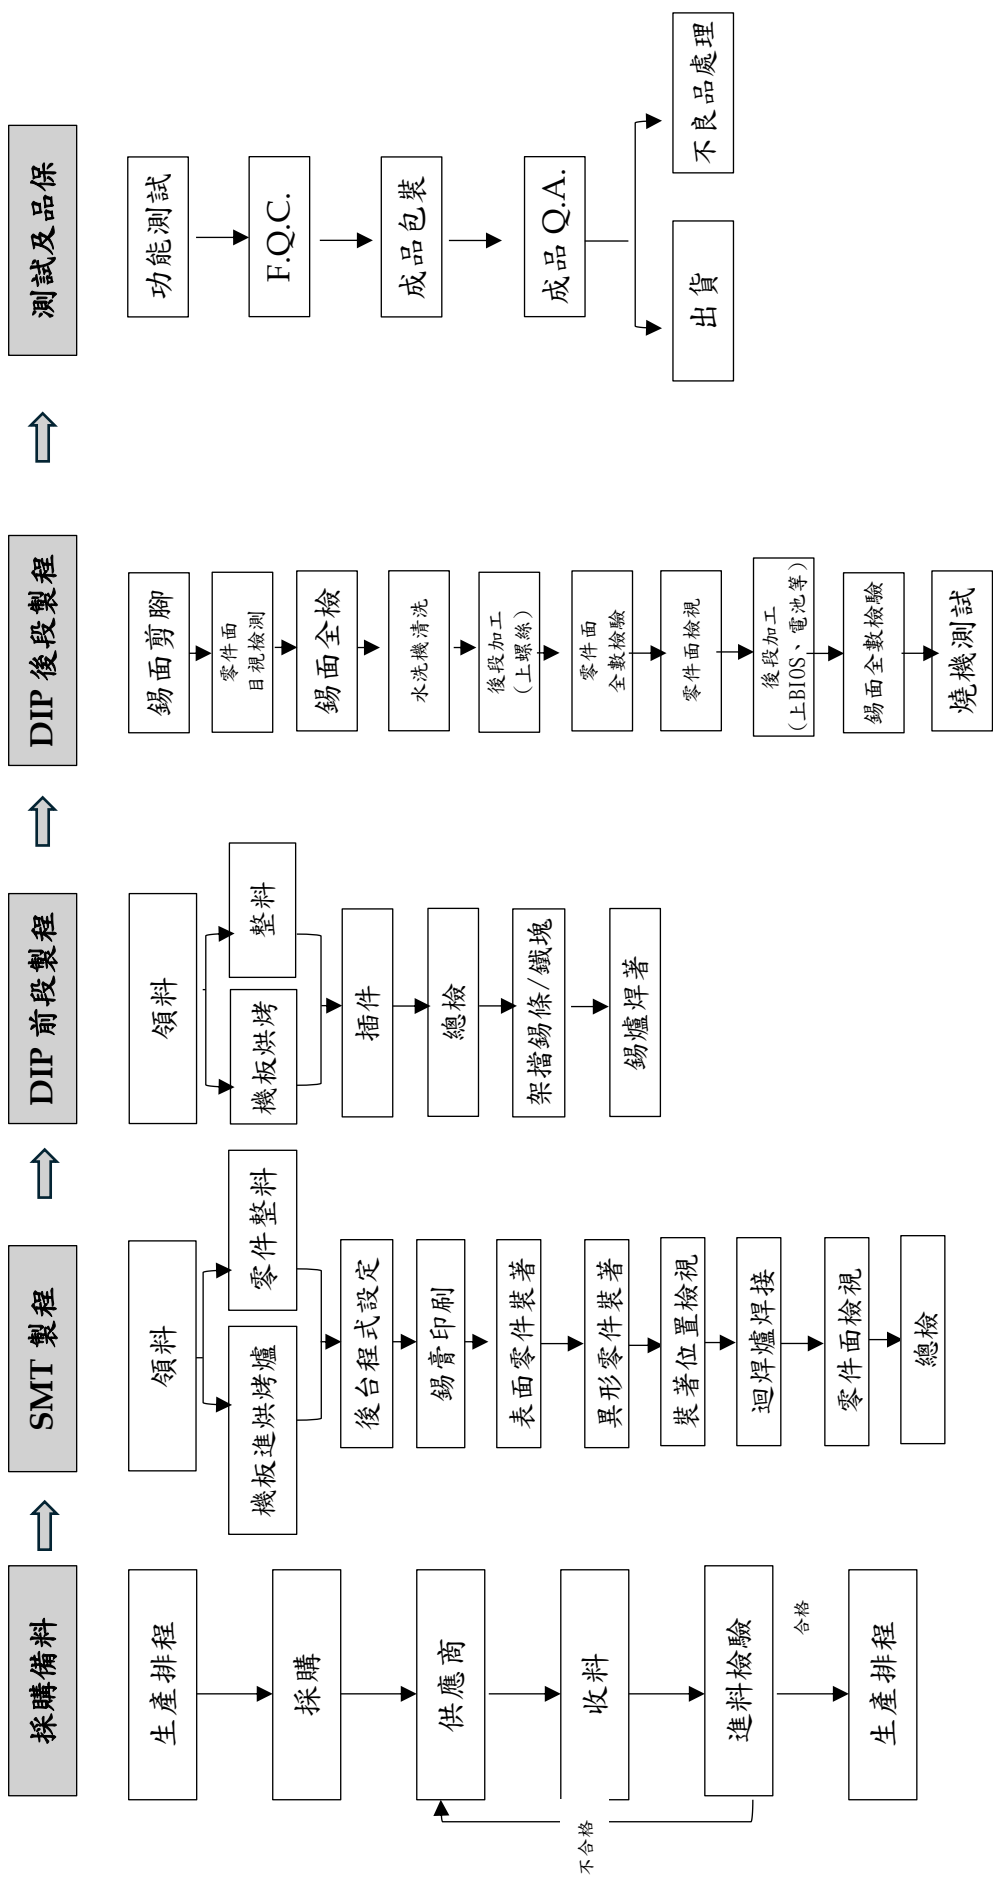 採購備料
生產排程
採購
供應商
收料
進料檢驗
不合格
合格
生產排程
SMT 製程
領料
機板進烘烤爐
零件整料
後台程式設定
錫膏印刷
表面零件裝著
異形零件裝著
裝著位置檢視
迴焊爐焊接
零件面檢視
總檢
DIP 前段製程
領料
機板烘烤
整料
插件
總檢
架擋錫條/鐵塊
錫爐焊著
DIP 後段製程
錫面剪腳
零件面
目視檢測
錫面全檢
水洗機清洗
後段加工
(上螺絲)
零件面
全數檢驗
零件面檢視
後段加工
(上BIOS、電池等)
錫面全數檢驗
燒機測試
測試及品保
功能測試
F.Q.C.
成品包裝
成品 Q.A.
出貨
不良品處理